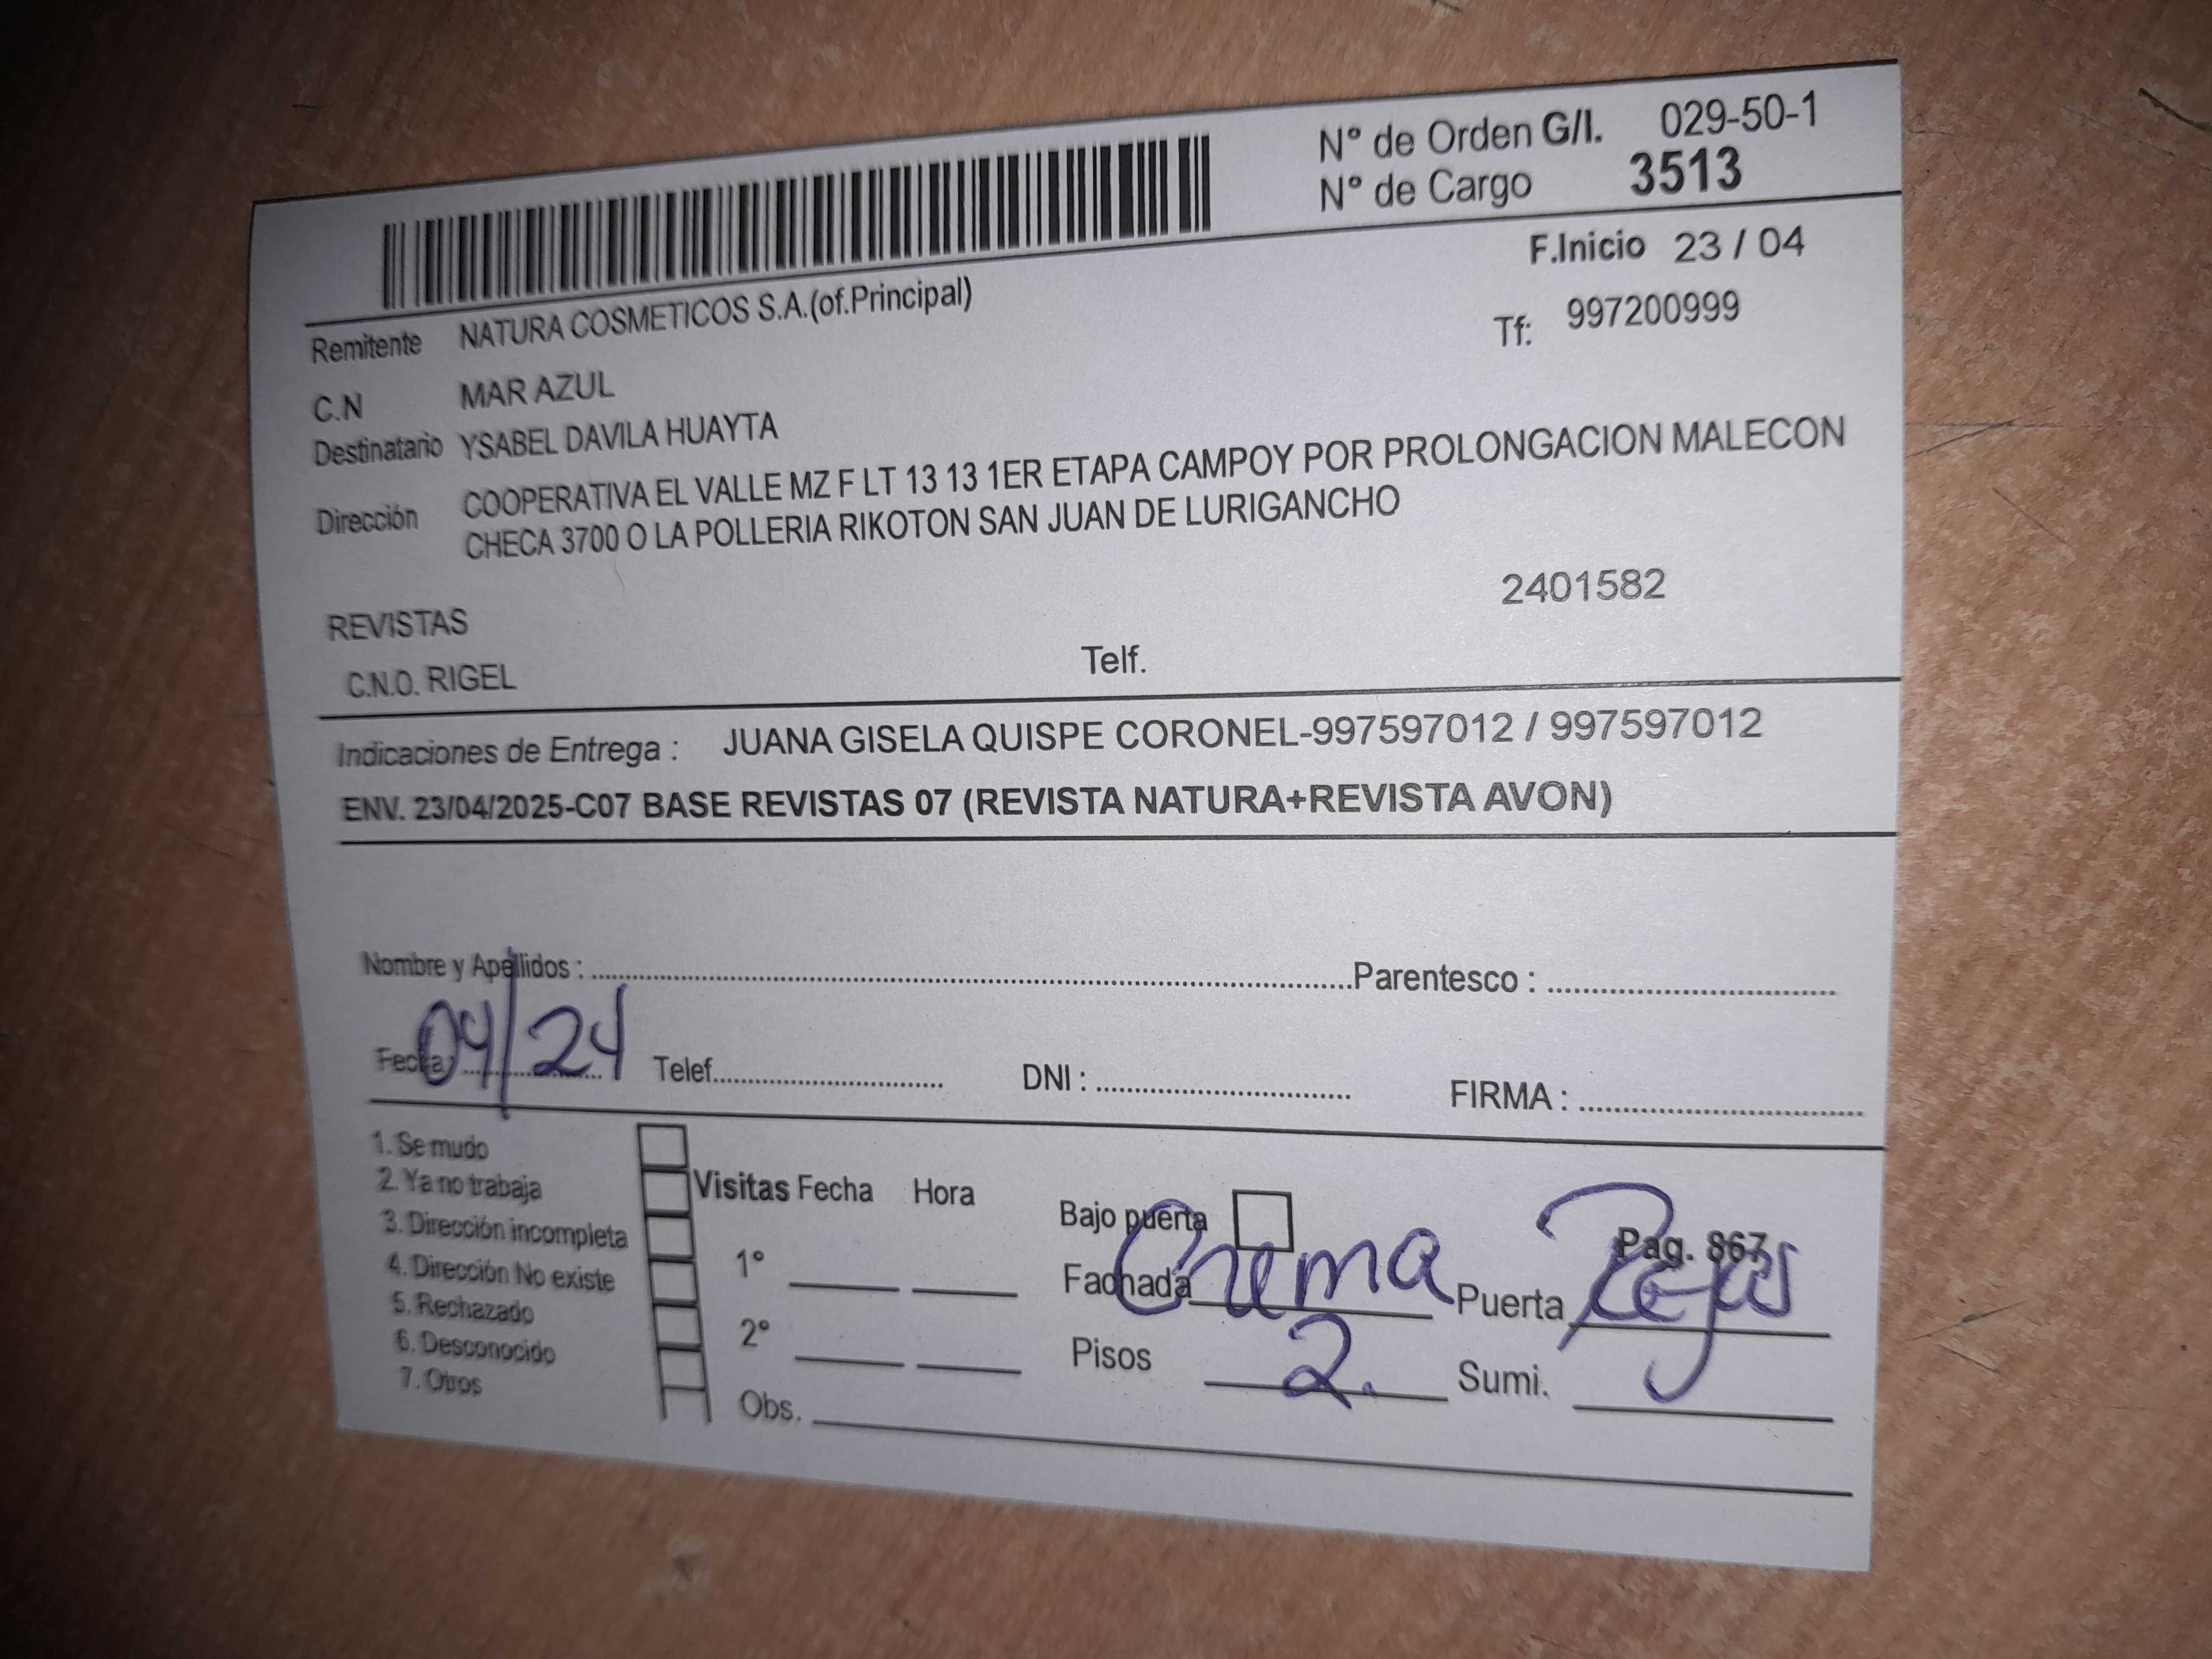 N° de Orden G/I. 029-50-1
N° de Cargo 3513
F.Inicio 23 / 04
Remitente NATURA COSMETICOS S.A.(of.Principal)
Tf: 997200999
C.N MAR AZUL
Destinatario YSABEL DAVILA HUAYTA
Dirección COOPERATIVA EL VALLE MZ F LT 13 13 1ER ETAPA CAMPOY POR PROLONGACION MALECON
CHECA 3700 O LA POLLERIA RIKOTON SAN JUAN DE LURIGANCHO
2401582
REVISTAS
C.N.O. RIGEL Telf.
Indicaciones de Entrega : JUANA GISELA QUISPE CORONEL-997597012 / 997597012
ENV. 23/04/2025-C07 BASE REVISTAS 07 (REVISTA NATURA+REVISTA AVON)
Nombre y Apellidos : Parentesco :
Fecha: 04/24 Telef. DNI : FIRMA :
1. Se mudo
2. Ya no trabaja
3. Dirección incompleta
4. Dirección No existe
5. Rechazado
6. Desconocido
7. Otros
Visitas Fecha Hora
1°
2°
Obs.
Bajo puerta
Pag. 867
Fachada Crema Puerta Rejas
Pisos 2. Sumi.